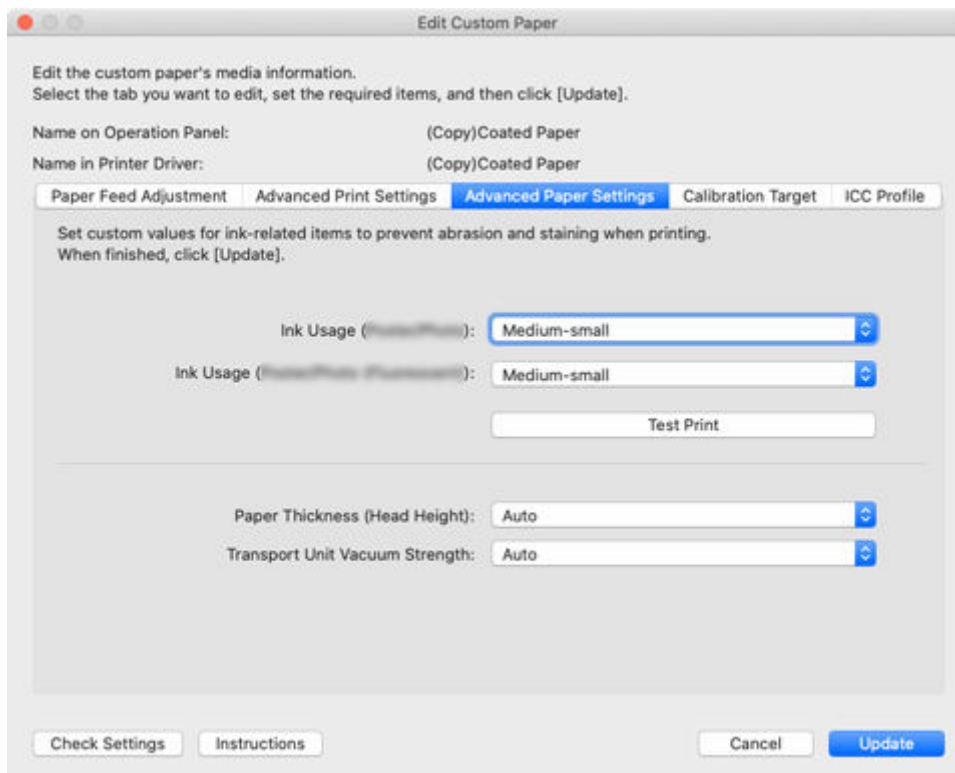 Edit Custom Paper
Edit the custom paper's media information.
Select the tab you want to edit, set the required items, and then click [Update].
Name on Operation Panel: (Copy)Coated Paper
Name in Printer Driver: (Copy)Coated Paper
Paper Feed Adjustment Advanced Print Settings Advanced Paper Settings Calibration Target ICC Profile
Set custom values for ink-related items to prevent abrasion and staining when printing.
When finished, click [Update].
Ink Usage ( ): Medium-small
Ink Usage ( ): Medium-small
Test Print
Paper Thickness (Head Height): Auto
Transport Unit Vacuum Strength: Auto
Check Settings Instructions Cancel Update